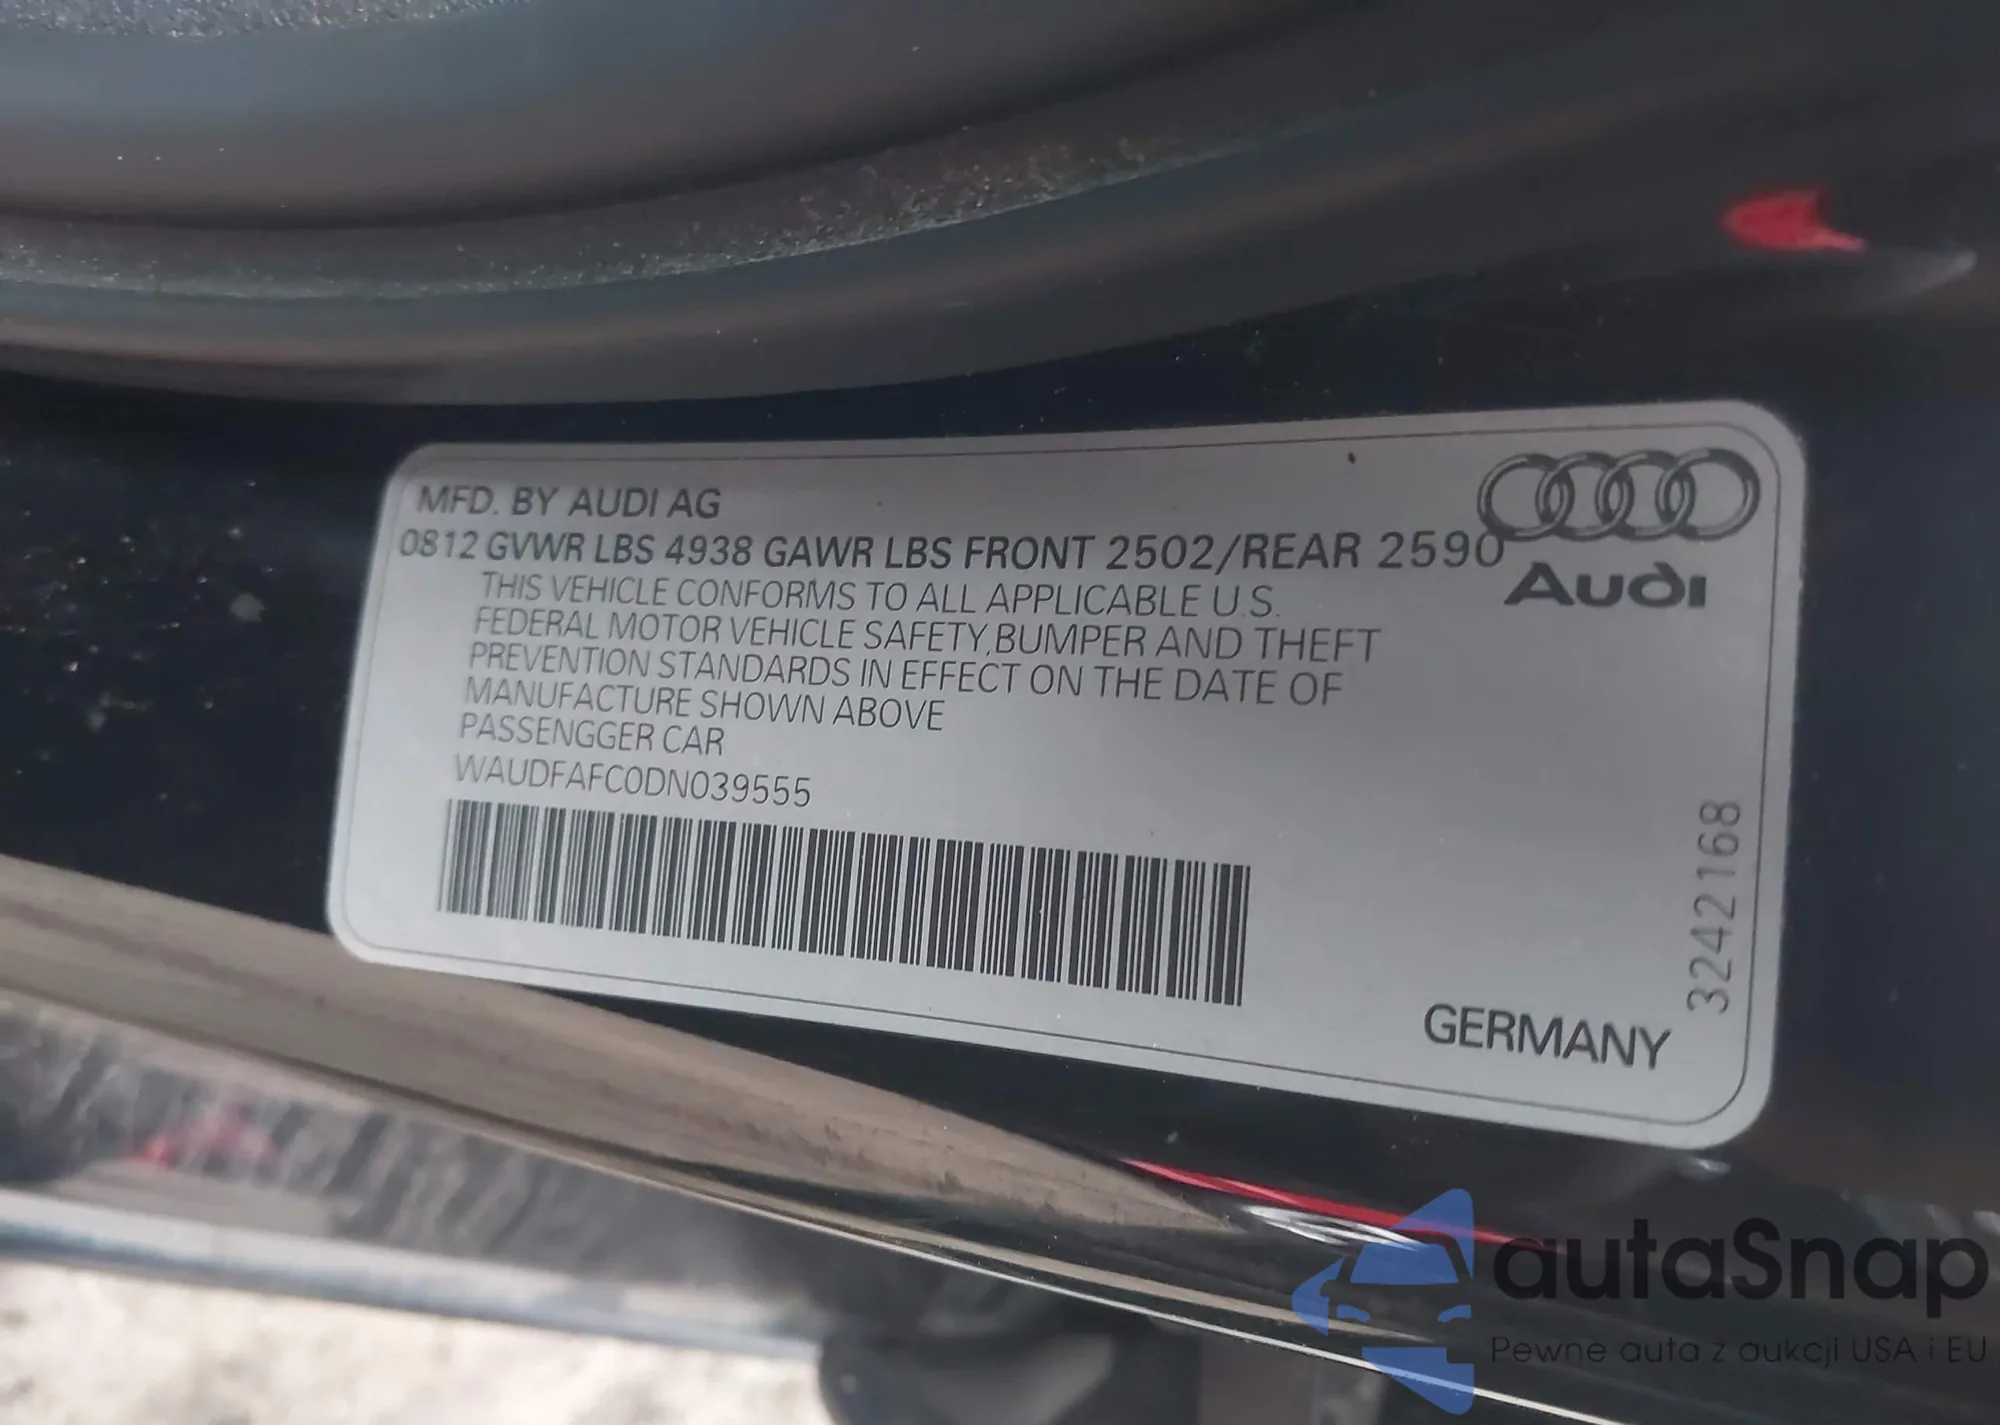 MFD. BY AUDI AG
0812 GVWR LBS 4938 GAWR LBS FRONT 2502/REAR 2590
THIS VEHICLE CONFORMS TO ALL APPLICABLE U.S.
FEDERAL MOTOR VEHICLE SAFETY,BUMPER AND THEFT
PREVENTION STANDARDS IN EFFECT ON THE DATE OF
MANUFACTURE SHOWN ABOVE
PASSENGGER CAR
WAUDFAFC0DN039555
Audi
3242168
GERMANY
autaSnap
Pewne auta z aukcji USA i EU